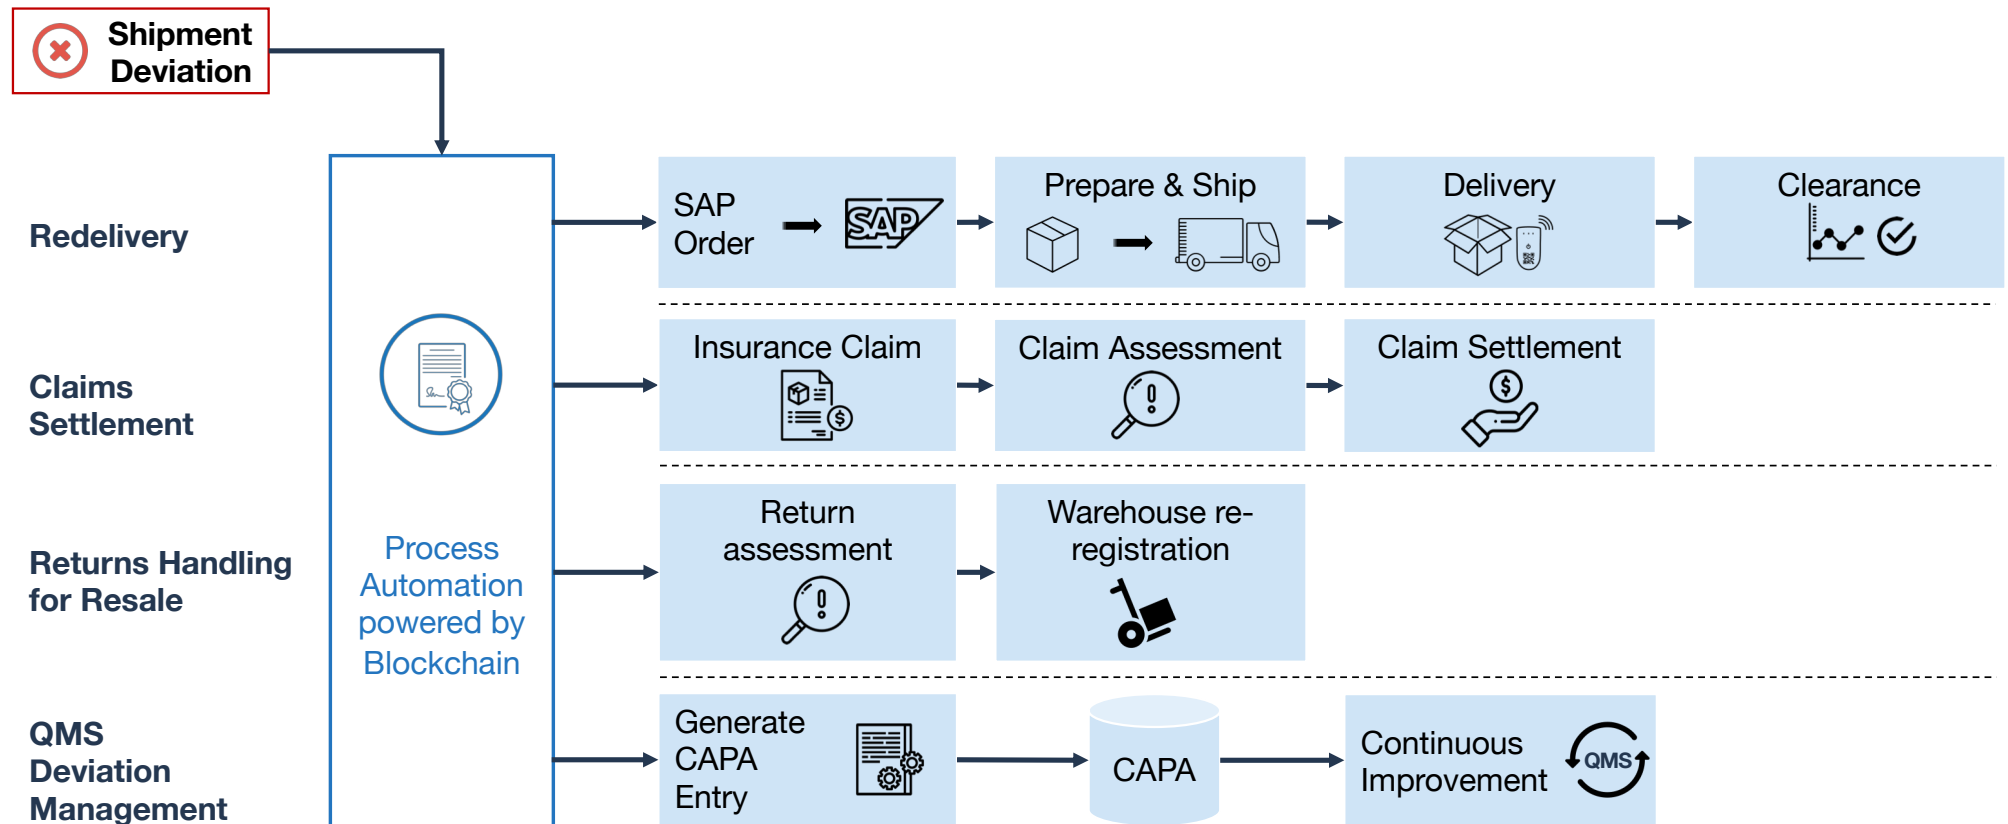 Shipment
Deviation
Redelivery
SAP
Order
SAP
Prepare & Ship
Delivery
Clearance
Claims
Settlement
Insurance Claim
Claim Assessment
Claim Settlement
Returns Handling
for Resale
Process
Automation
powered by
Blockchain
Return
assessment
Warehouse re-
registration
QMS
Deviation
Management
Generate
CAPA
Entry
CAPA
Continuous
Improvement
QMS